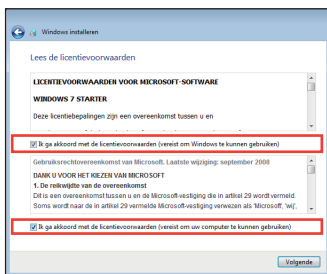 Windows installeren
Lees de licentievoorwaarden
LICENTIEVOORWAARDEN VOOR MICROSOFT-SOFTWARE
WINDOWS 7 STARTER
Deze licentiebepalingen zijn een overeenkomst tussen u en
Ik ga akkoord met de licentievoorwaarden (vereist om Windows te kunnen gebruiken)
Gebruiksrechtovereenkomst van Microsoft. Laatste wijziging: september 2009
DANK U VOOR HET KIEZEN VAN MICROSOFT
1. De reikwijdte van de overeenkomst
Dit is een overeenkomst tussen u en de Microsoft-vestiging die in artikel 29 wordt vermeld.
Soms wordt naar de in artikel 29 vermelde Microsoft-vestiging verwezen als 'Microsoft', 'wij',
Ik ga akkoord met de licentievoorwaarden (vereist om uw computer te kunnen gebruiken)
Volgende